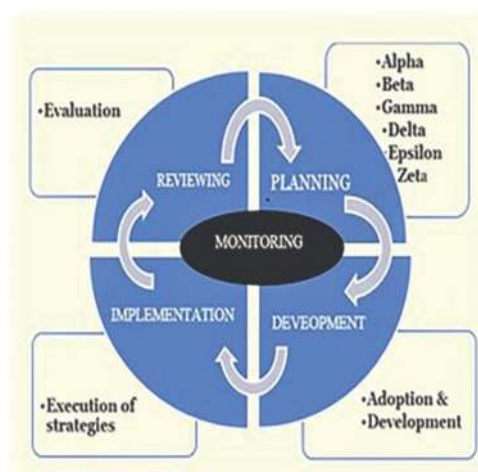 •Evaluation
•Alpha
•Beta
•Gamma
•Delta
•Epsilon
Zeta
REVIEWING
PLANNING
MONITORING
IMPLEMENTATION
DEVEOPMENT
•Execution of
strategies
•Adoption &
•Development